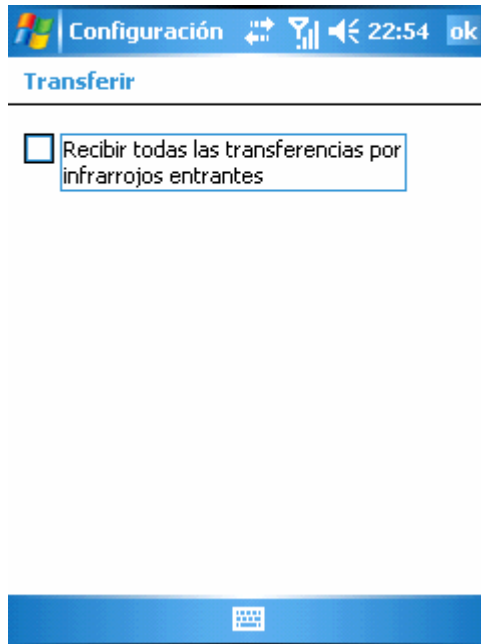 Configuración 22:54 ok
Transferir
Recibir todas las transferencias por
infrarrojos entrantes